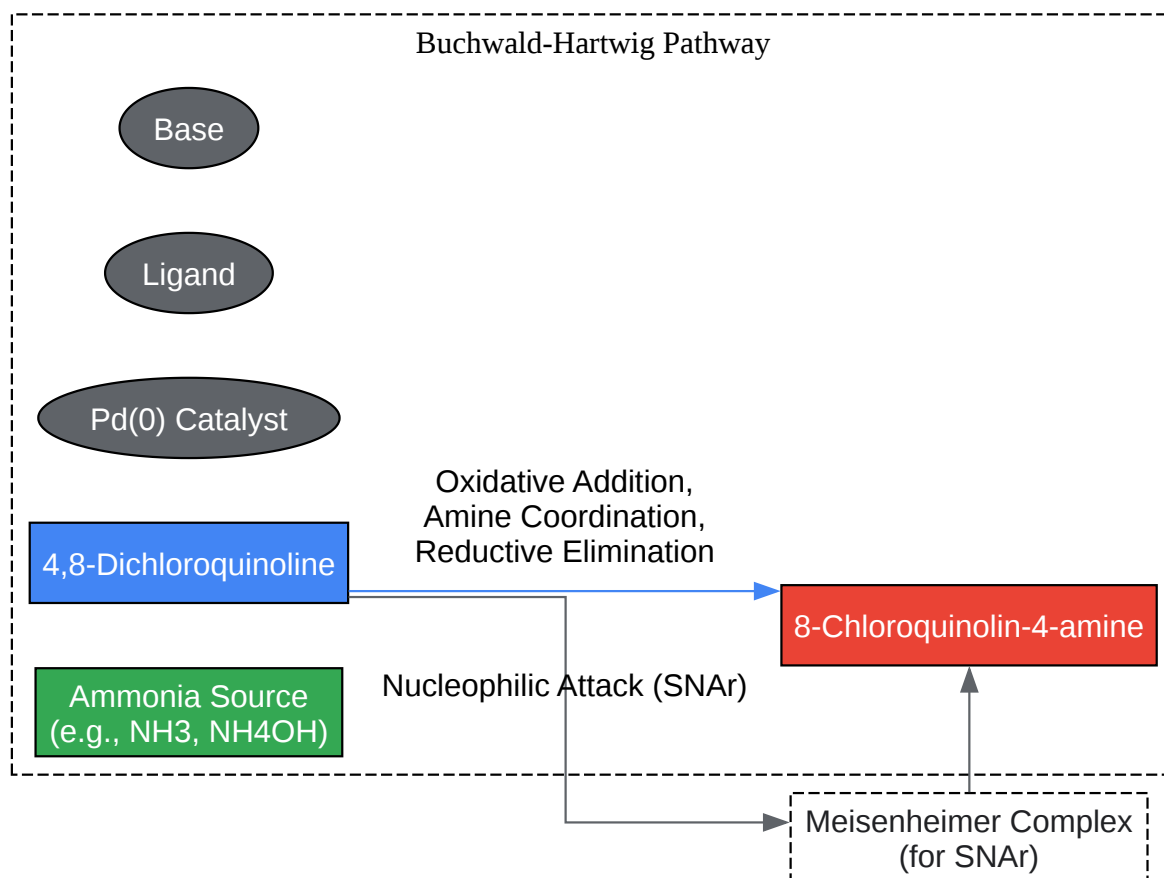 Buchwald-Hartwig Pathway
Base
Ligand
Pd(0) Catalyst
Oxidative Addition,
Amine Coordination,
Reductive Elimination
4,8-Dichloroquinoline
8-Chloroquinolin-4-amine
Nucleophilic Attack (SNAr)
Ammonia Source
(e.g., NH3, NH4OH)
Meisenheimer Complex
(for SNAr)